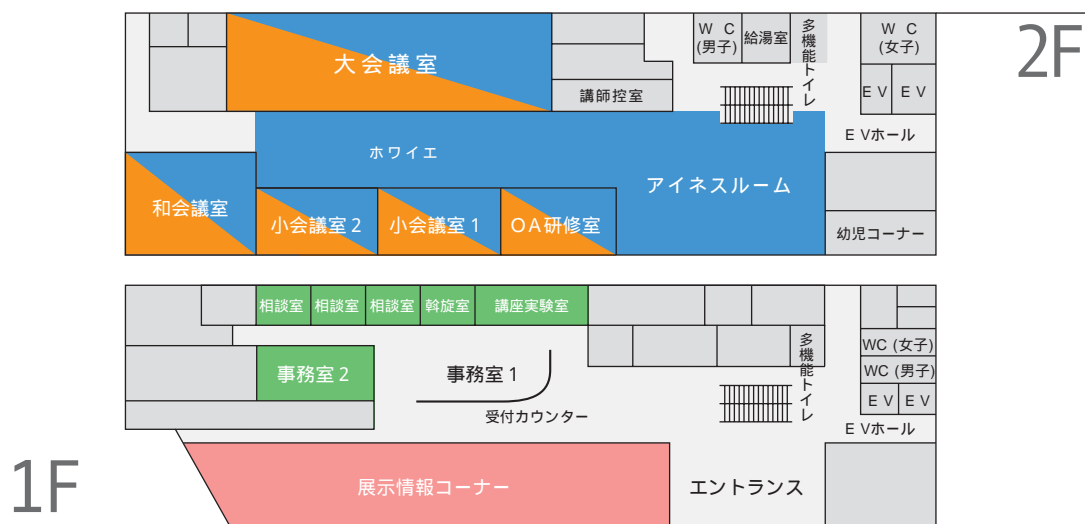 2F
大会議室
WC
(男子)
給湯室
多機能トイレ
WC
(女子)
講師控室
EV
EV
EVホール
ホワイエ
アイネスルーム
和会議室
小会議室2
小会議室1
OA研修室
幼児コーナー
1F
相談室
相談室
相談室
斡旋室
講座実験室
事務室2
事務室1
受付カウンター
多機能トイレ
WC(女子)
WC(男子)
EV
EV
EVホール
展示情報コーナー
エントランス